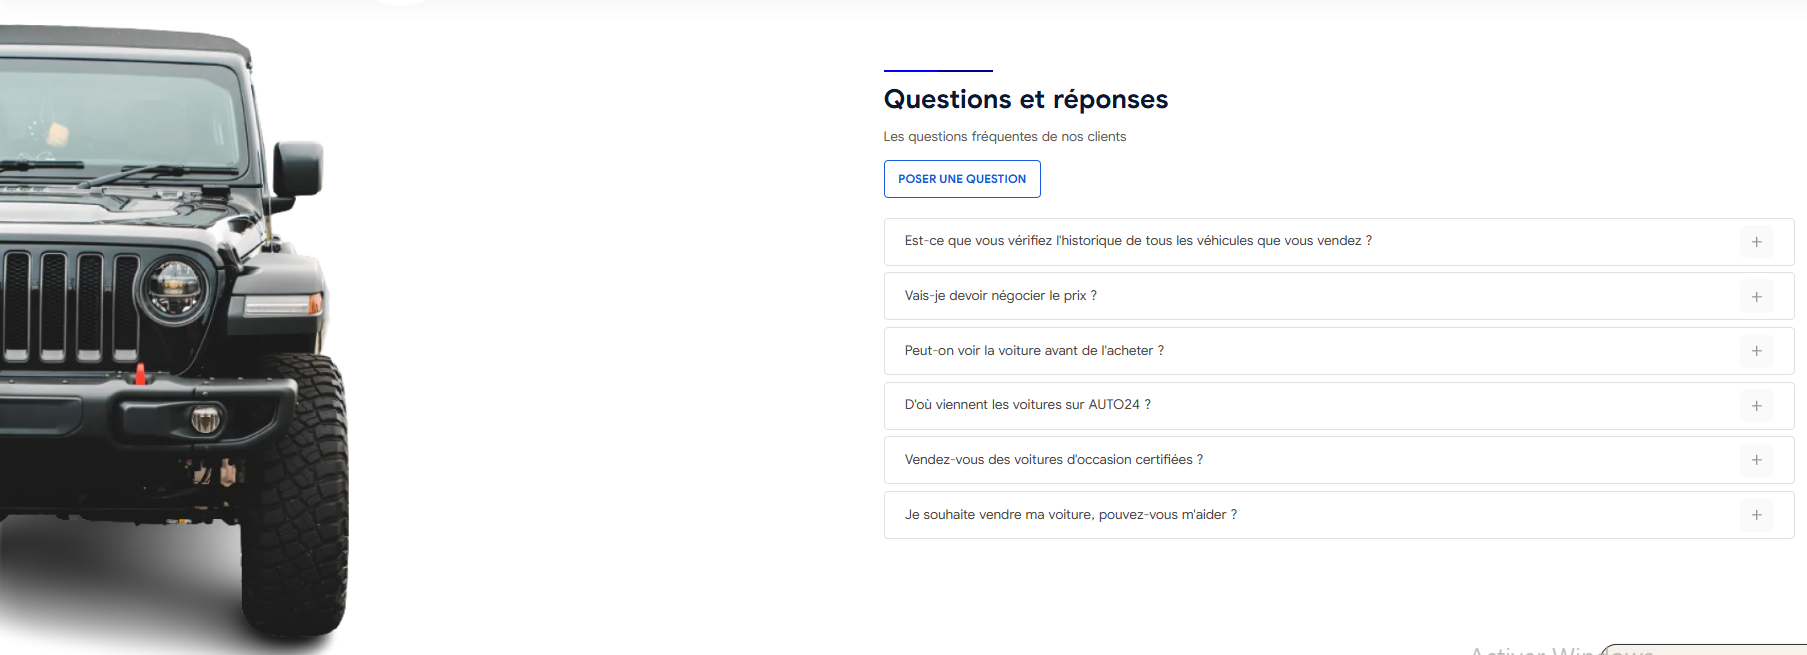 Questions et réponses
Les questions fréquentes de nos clients
POSER UNE QUESTION
Est-ce que vous vérifiez l'historique de tous les véhicules que vous vendez ?
Vais-je devoir négocier le prix ?
Peut-on voir la voiture avant de l'acheter ?
D'où viennent les voitures sur AUTO24 ?
Vendez-vous des voitures d'occasion certifiées ?
Je souhaite vendre ma voiture, pouvez-vous m'aider ?
Activer Windows